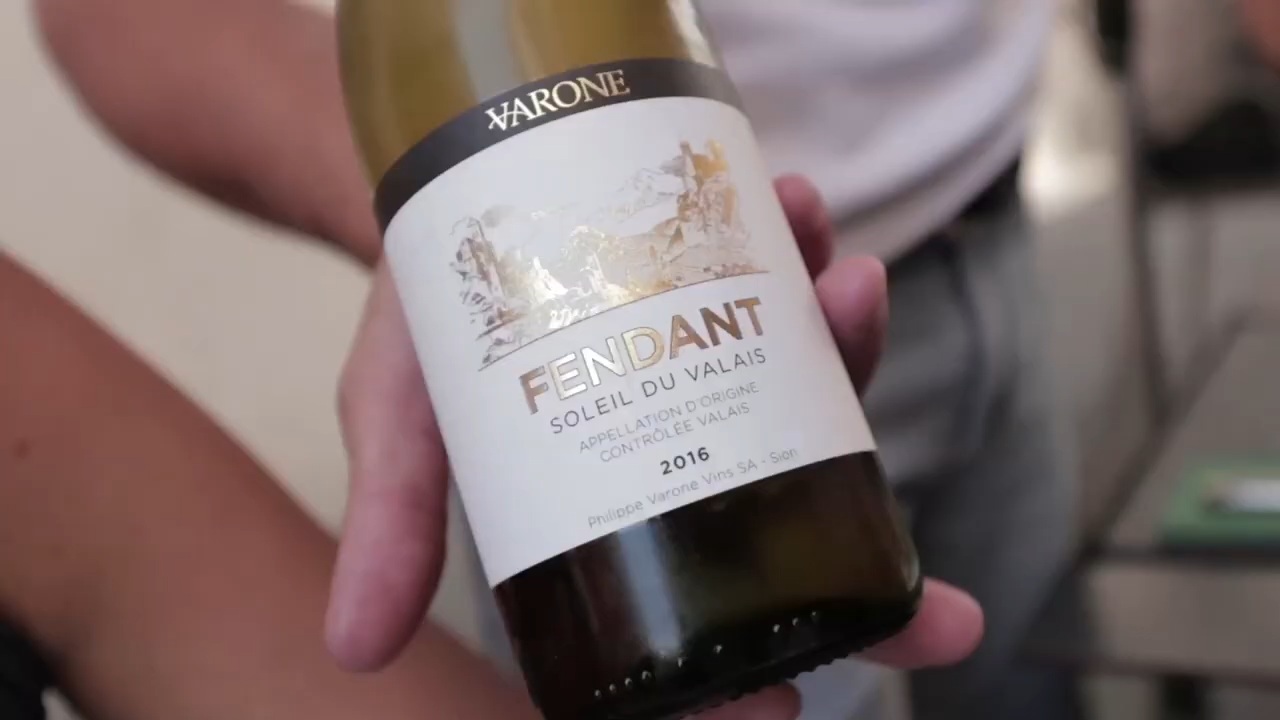 VARONE
FENDANT
SOLEIL DU VALAIS
APPELLATION D'ORIGINE
CONTRÔLÉE VALAIS
2016
Philippe Varone Vins SA - Sion